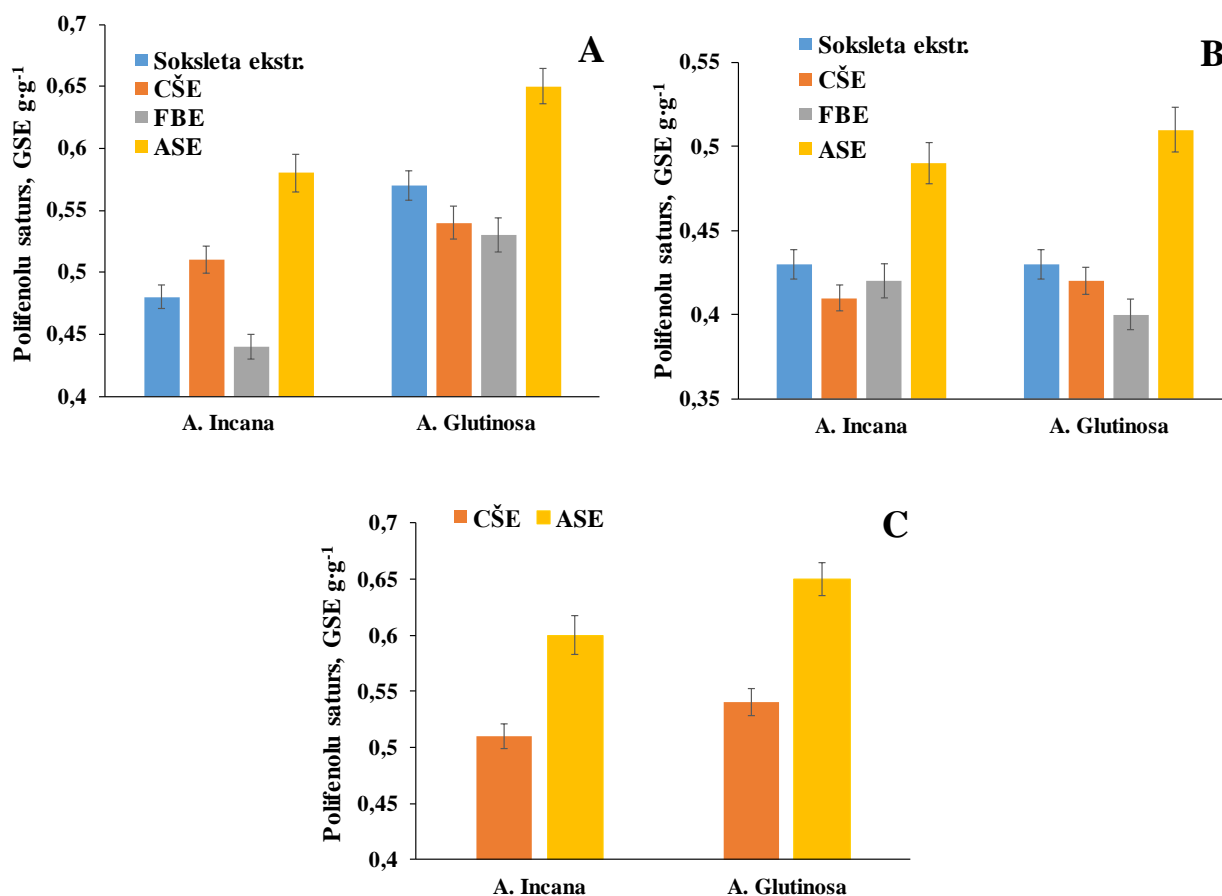 A
Polifenolu saturs, GSE g·g⁻¹
Soksleta ekstr.
CŠE
FBE
ASE
0,7
0,65
0,6
0,55
0,5
0,45
0,4
A. Incana
A. Glutinosa
B
Polifenolu saturs, GSE g·g⁻¹
Soksleta ekstr.
CŠE
FBE
ASE
0,55
0,5
0,45
0,4
0,35
A. Incana
A. Glutinosa
C
Polifenolu saturs, GSE g·g⁻¹
CŠE ASE
0,7
0,65
0,6
0,55
0,5
0,45
0,4
A. Incana
A. Glutinosa